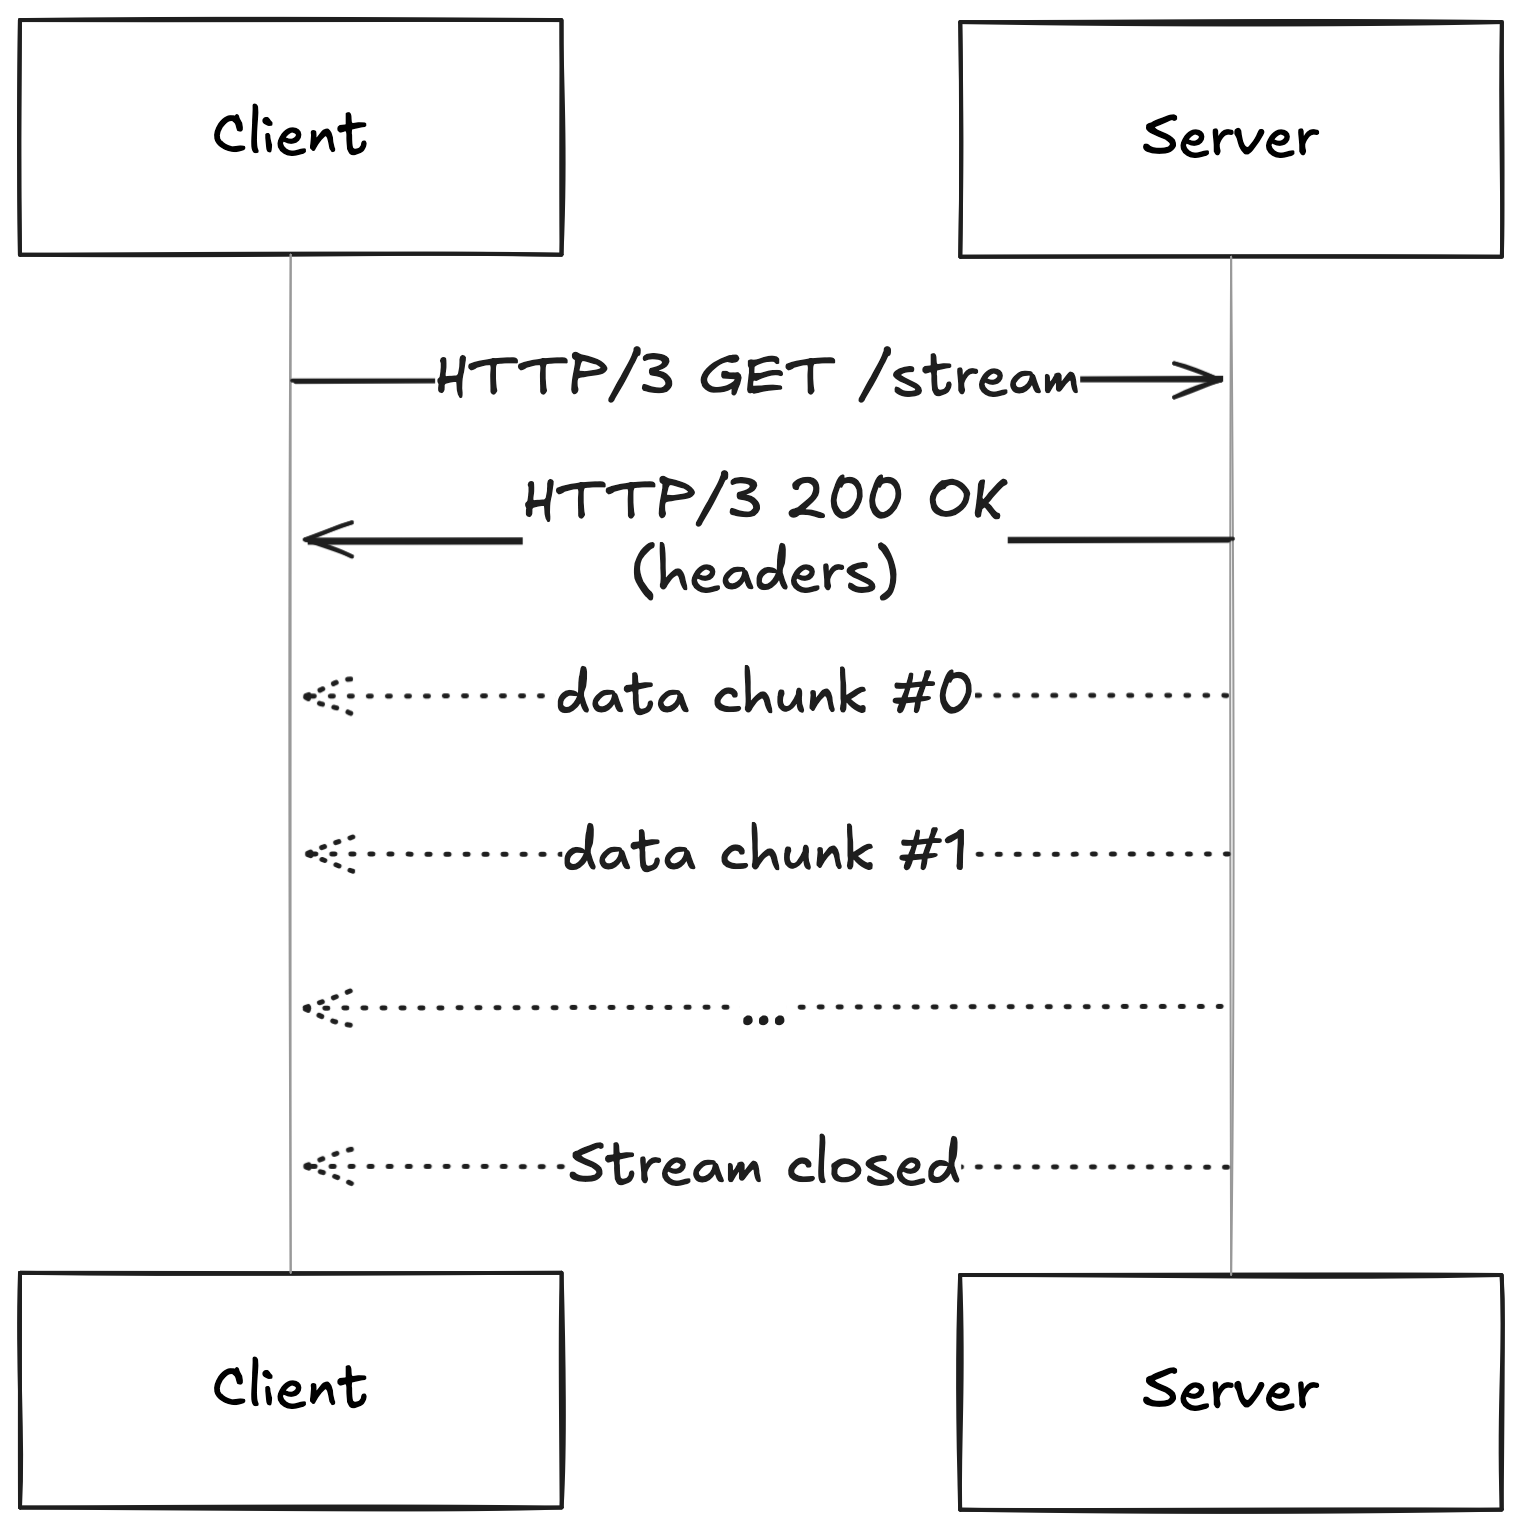 Client
Server
HTTP/3 GET /stream
HTTP/3 200 OK
(headers)
data chunk #0
data chunk #1
...
Stream closed
Client
Server